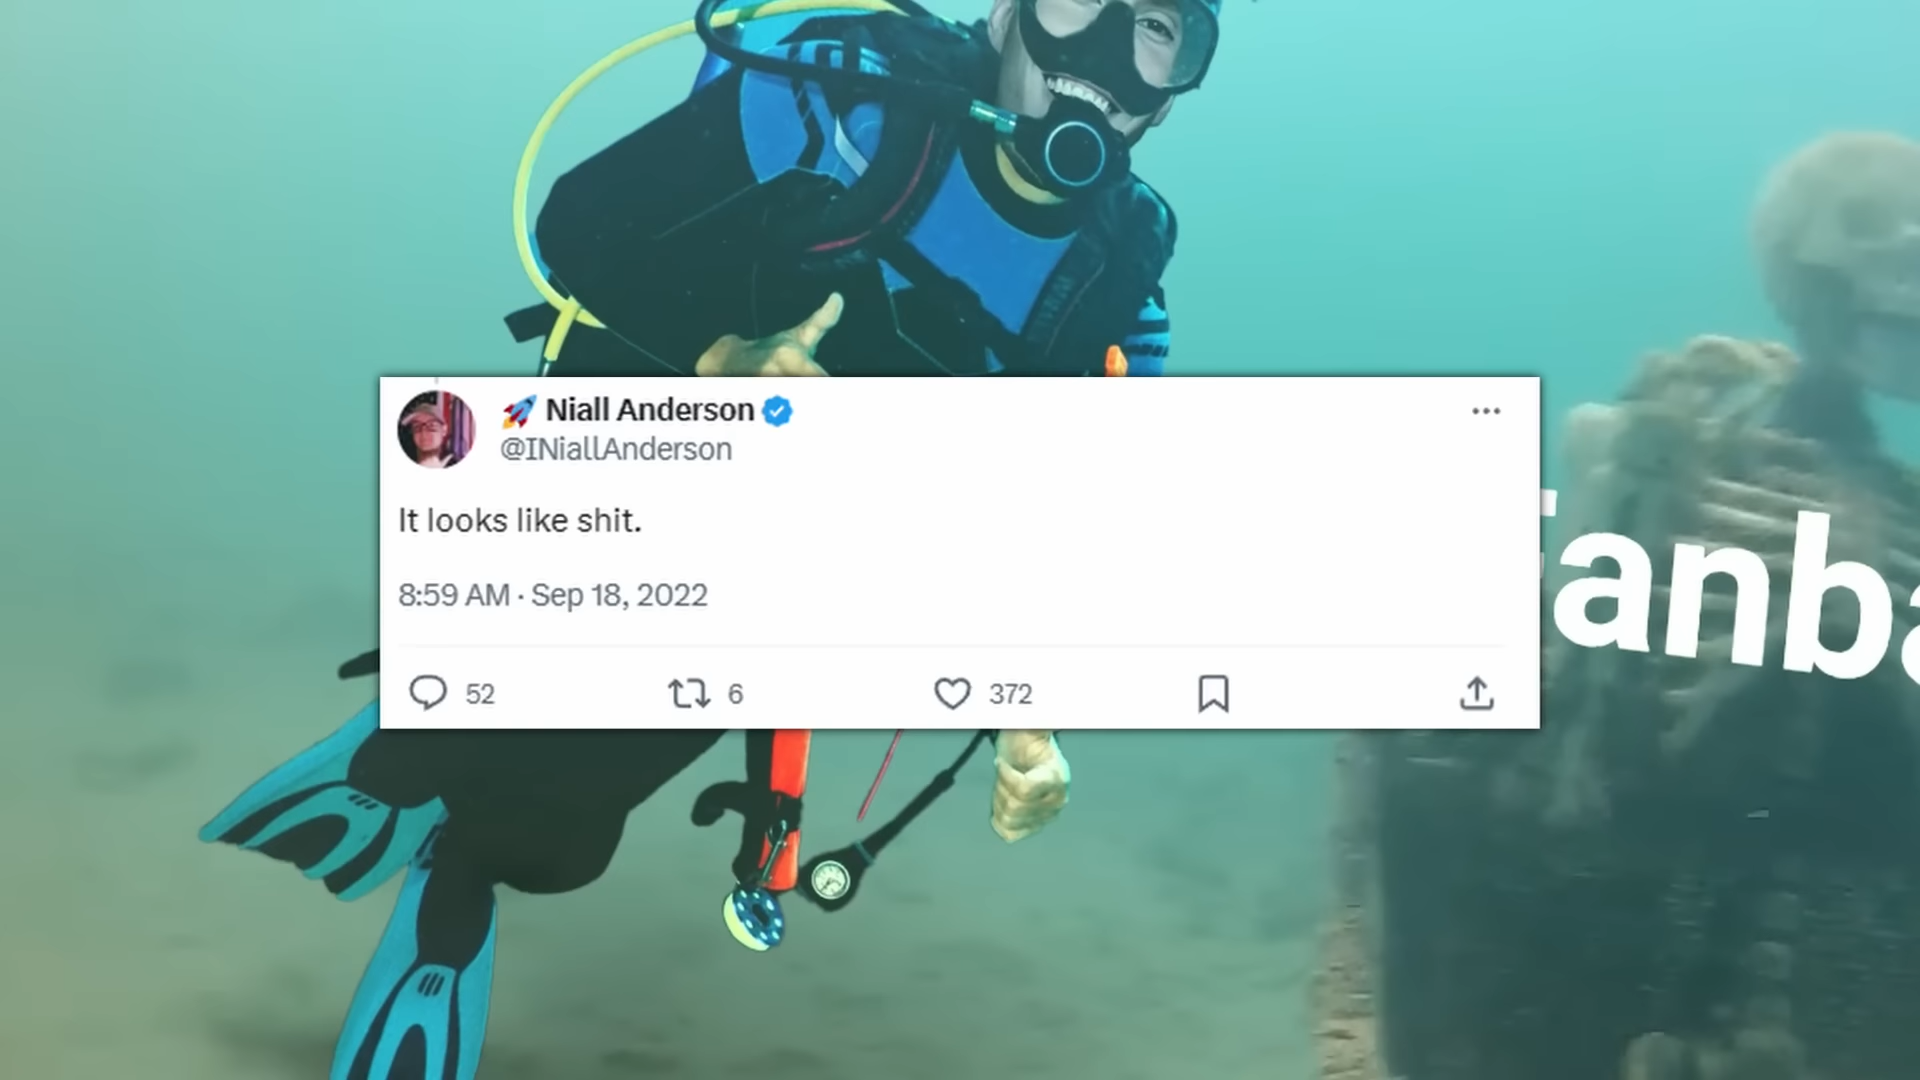 🚀 Niall Anderson
@INiallAnderson
It looks like shit.
8:59 AM · Sep 18, 2022
52
6
372